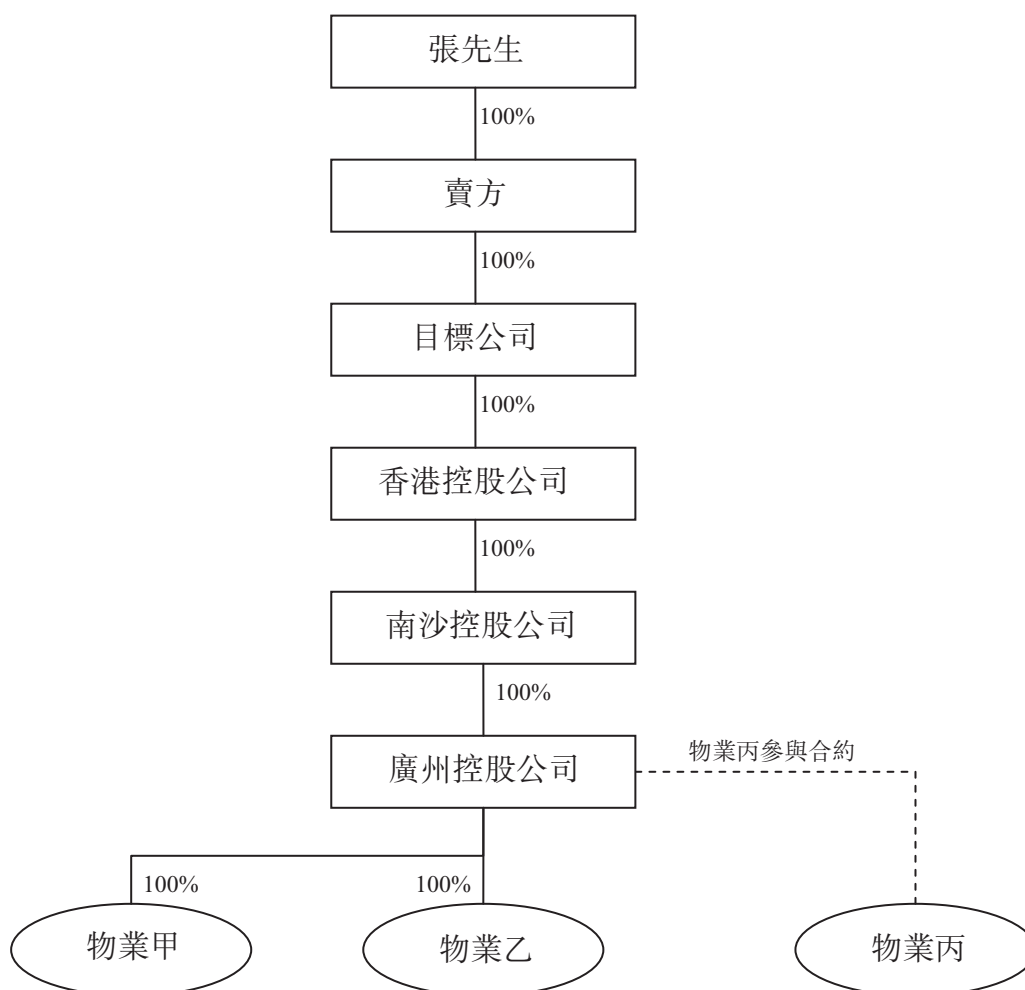 張先生
100%
賣方
100%
目標公司
100%
香港控股公司
100%
南沙控股公司
100%
廣州控股公司
物業丙參與合約
100%
100%
物業甲
物業乙
物業丙